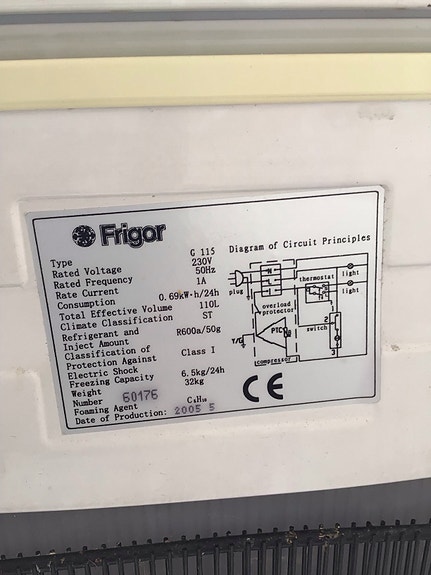 Frigor
Type G 115
Rated Voltage 230V
Rated Frequency 50Hz
Rate Current 1A
Consumption 0.69kW·h/24h
Total Effective Volume 110L
Climate Classification ST
Refrigerant and
Inject Amount R600a/50g
Classification of
Protection Against
Electric Shock Class I
Freezing Capacity 6.5kg/24h
Weight 32kg
Number 60176
Foaming Agent C₅H₁₀
Date of Production: 2005 5
Diagram of Circuit Principles
N
plug
light
thermostat
light
overload
protector
PTC
Y/G
compressor
2
switch
3
CE